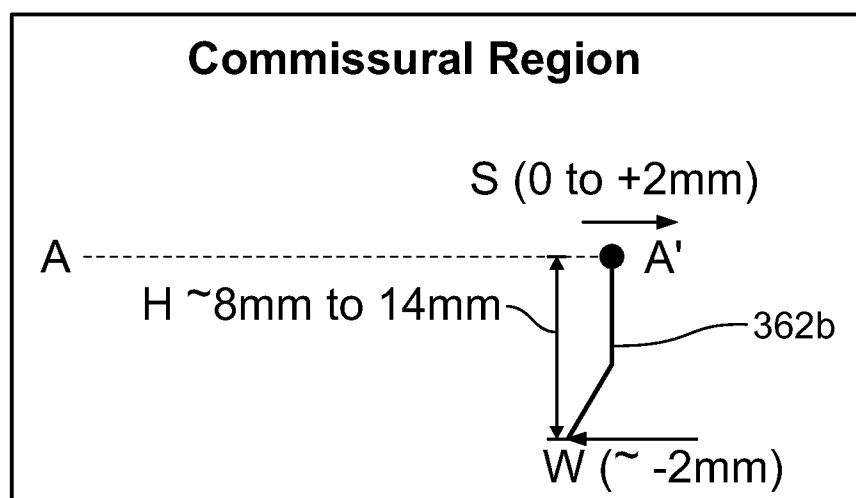 Commissural Region
S (0 to +2mm)
A
A'
H ~8mm to 14mm
362b
W (~ -2mm)